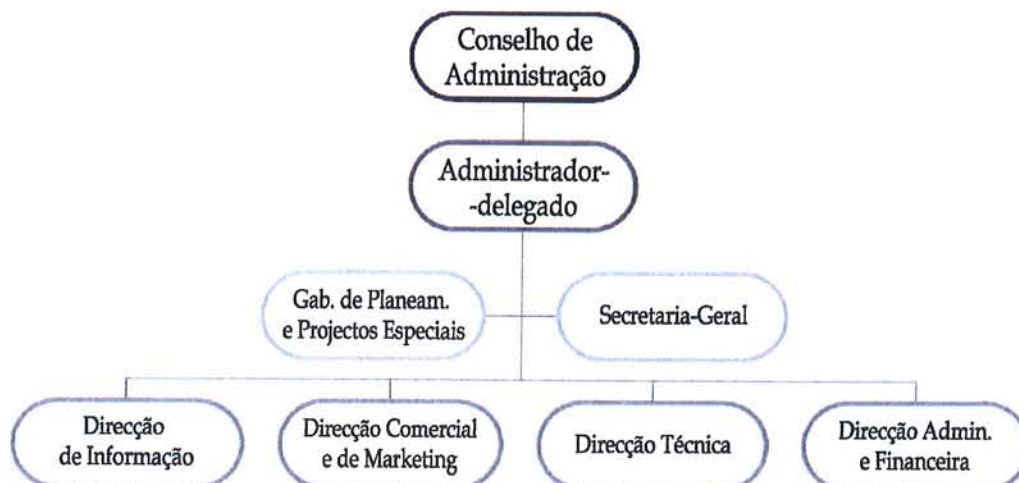 Conselho de
Administração
Administrador-
-delegado
Gab. de Planeam.
e Projectos Especiais
Secretaria-Geral
Direcção
de Informação
Direcção Comercial
e de Marketing
Direcção Técnica
Direcção Admin.
e Financeira